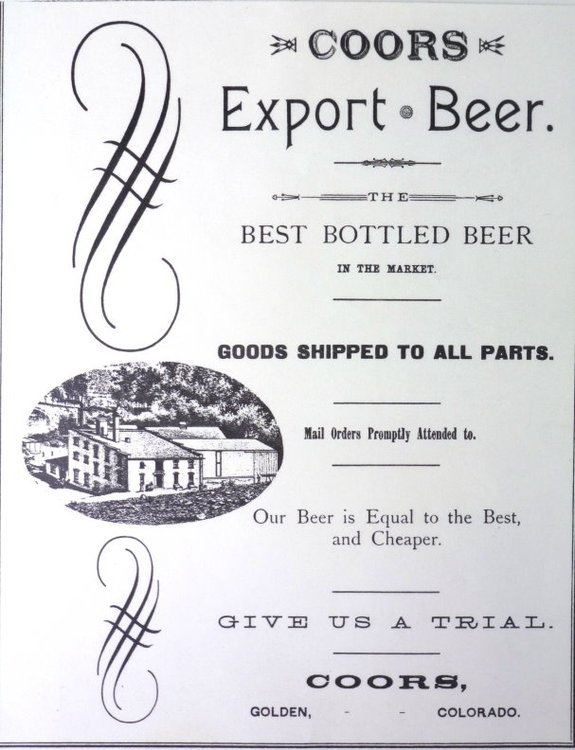 COORS
Export Beer.
THE
BEST BOTTLED BEER
IN THE MARKET.
GOODS SHIPPED TO ALL PARTS.
Mail Orders Promptly Attended to.
Our Beer is Equal to the Best,
and Cheaper.
GIVE US A TRIAL.
COORS,
GOLDEN, - - COLORADO.